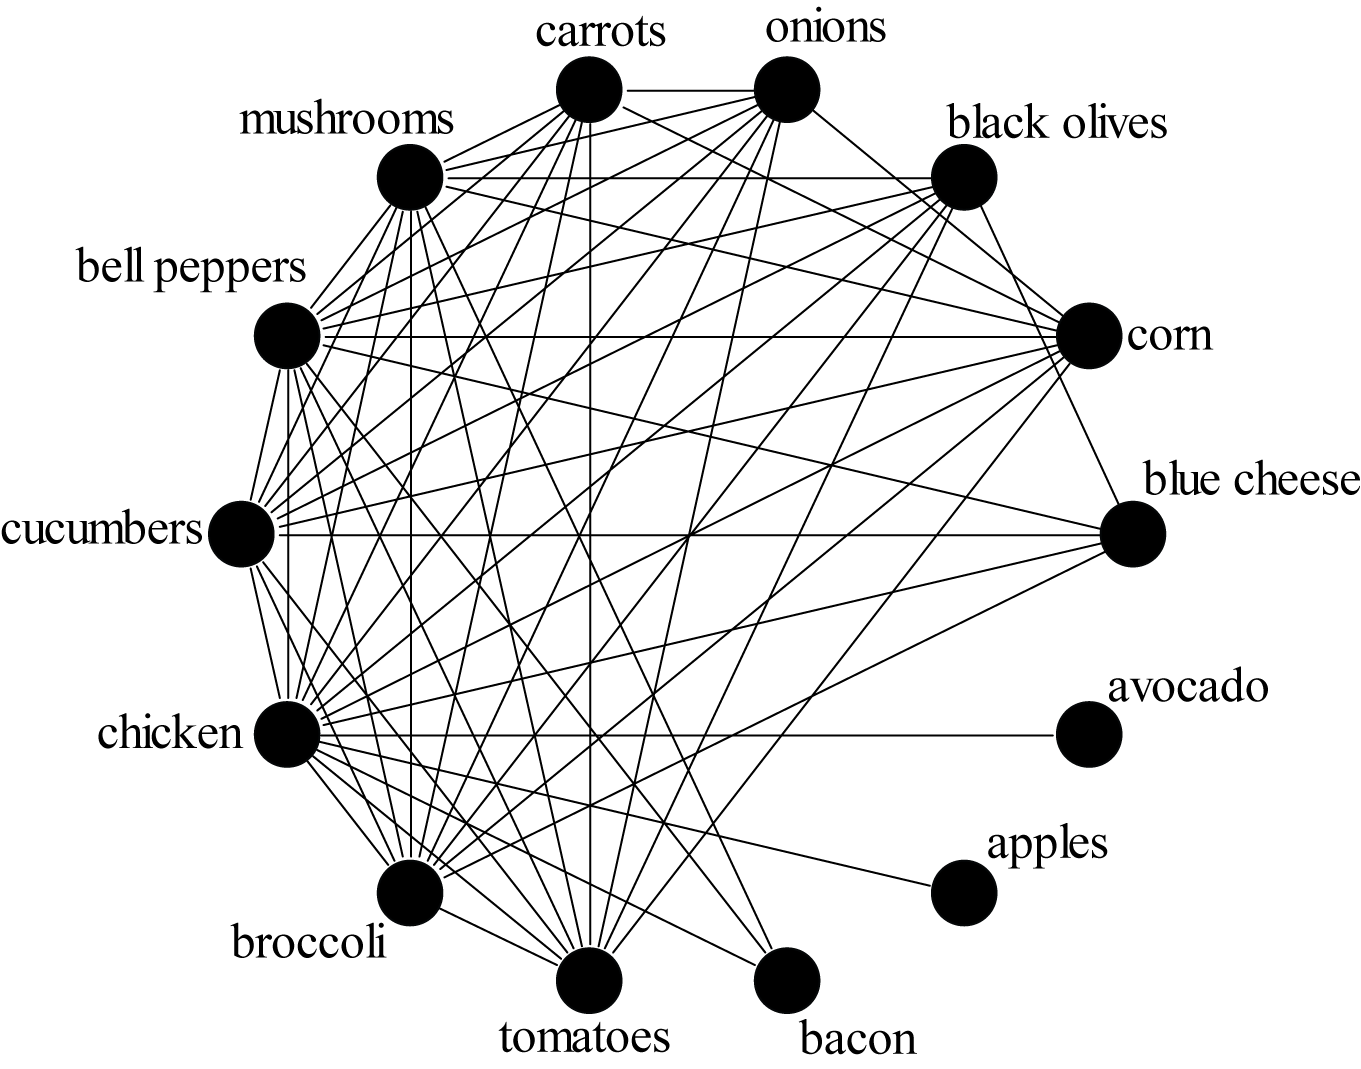 carrots
onions
mushrooms
black olives
bell peppers
corn
blue cheese
cucumbers
avocado
chicken
apples
broccoli
tomatoes
bacon